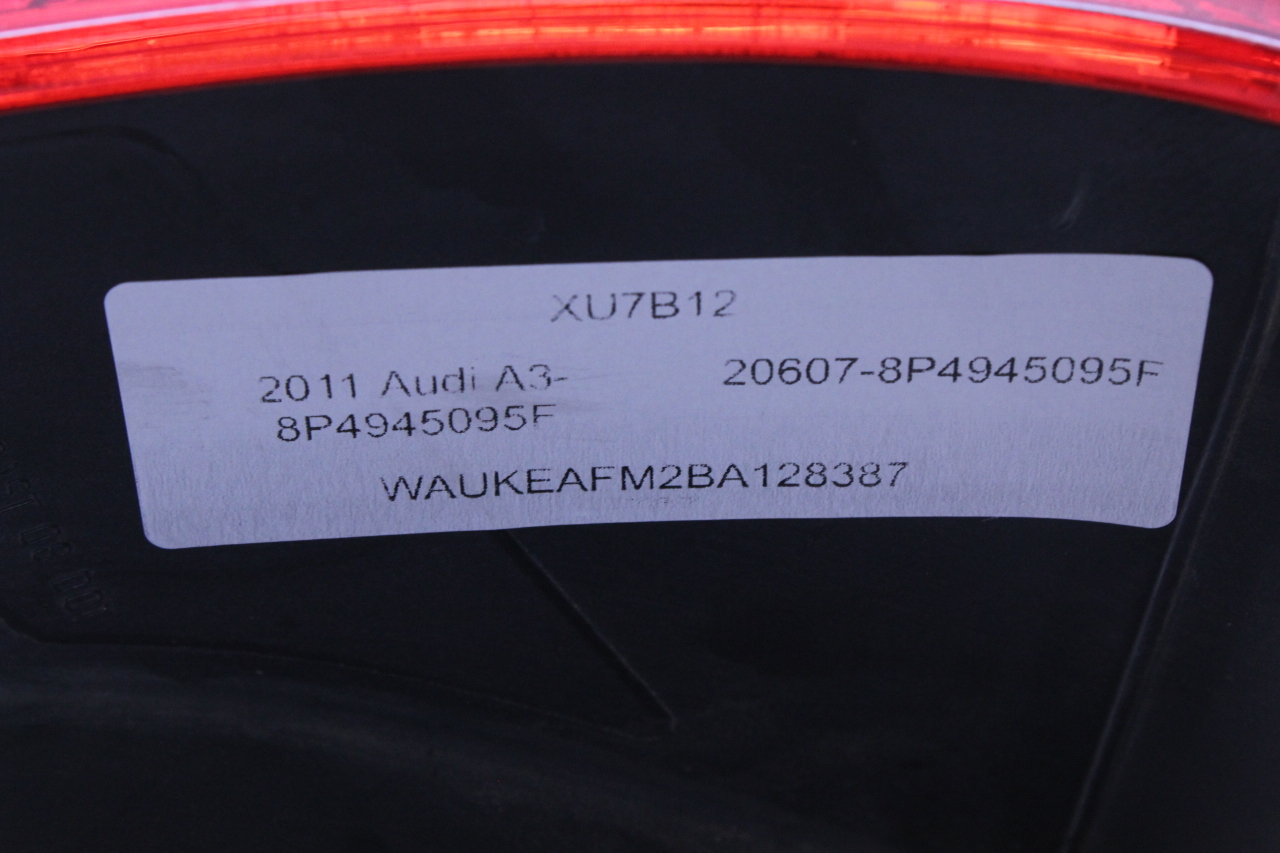 XU7B12
2011 Audi A3-
8P4945095F
20607-8P4945095F
WAUKEAFM2BA128387